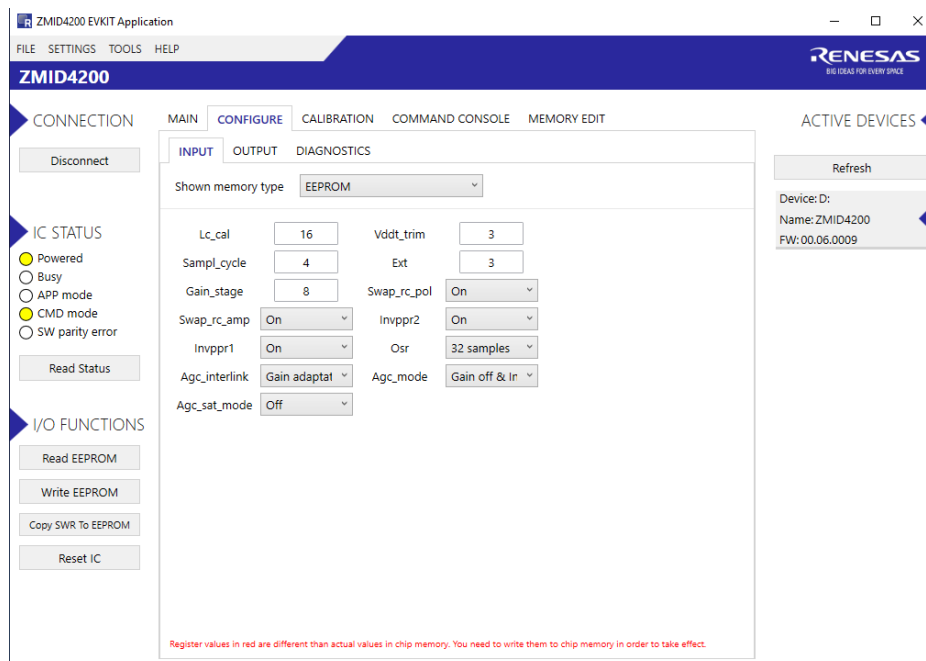 ZMID4200 EVKIT Application
FILE SETTINGS TOOLS HELP
RENESAS
BIG IDEAS FOR EVERY SPACE
ZMID4200
CONNECTION
Disconnect
IC STATUS
Powered
Busy
APP mode
CMD mode
SW parity error
Read Status
I/O FUNCTIONS
Read EEPROM
Write EEPROM
Copy SWR To EEPROM
Reset IC
MAIN CONFIGURE CALIBRATION COMMAND CONSOLE MEMORY EDIT
INPUT OUTPUT DIAGNOSTICS
Shown memory type EEPROM
Lc_cal 16 Vddt_trim 3
Sampl_cycle 4 Ext 3
Gain_stage 8 Swap_rc_pol On
Swap_rc_amp On Invppr2 On
Invppr1 On Osr 32 samples
Agc_interlink Gain adaptat Agc_mode Gain off & Ir
Agc_sat_mode Off
Register values in red are different than actual values in chip memory. You need to write them to chip memory in order to take effect.
ACTIVE DEVICES
Refresh
Device: D:
Name: ZMID4200
FW: 00.06.0009